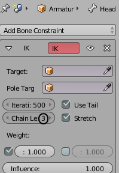 Armatur Head
Add Bone Constraint
IK IK
Target:
Pole Targ
Iterati: 500 Use Tail
Chain Le 3 Stretch
Weight:
: 1.000 : 1.000
Influence: 1.000